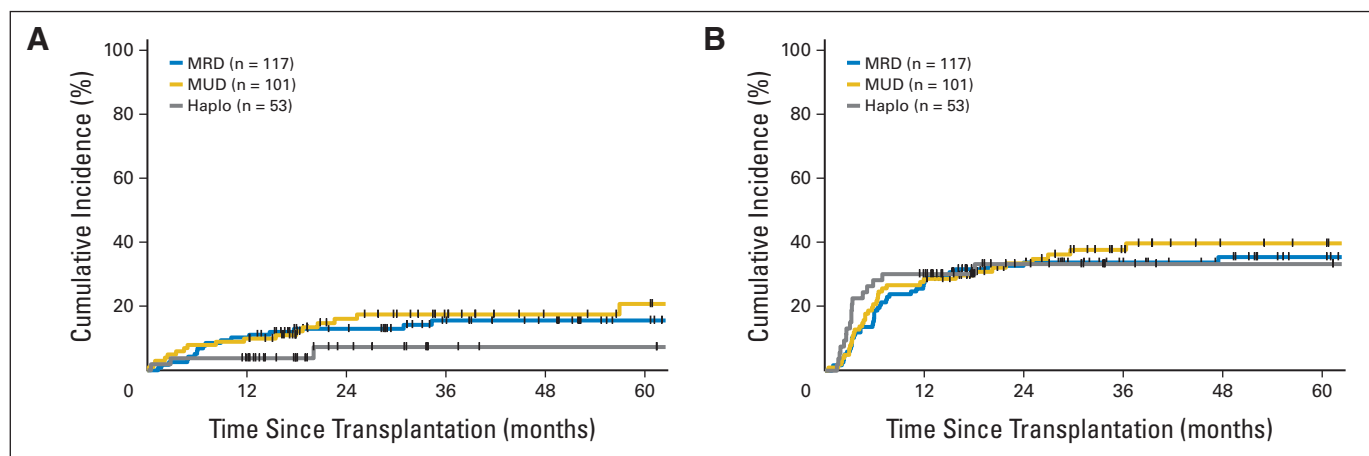 A
100
80
60
40
20
0
12
24
36
48
60
Cumulative Incidence (%)
Time Since Transplantation (months)
MRD (n = 117)
MUD (n = 101)
Haplo (n = 53)
B
100
80
60
40
20
0
12
24
36
48
60
Cumulative Incidence (%)
Time Since Transplantation (months)
MRD (n = 117)
MUD (n = 101)
Haplo (n = 53)